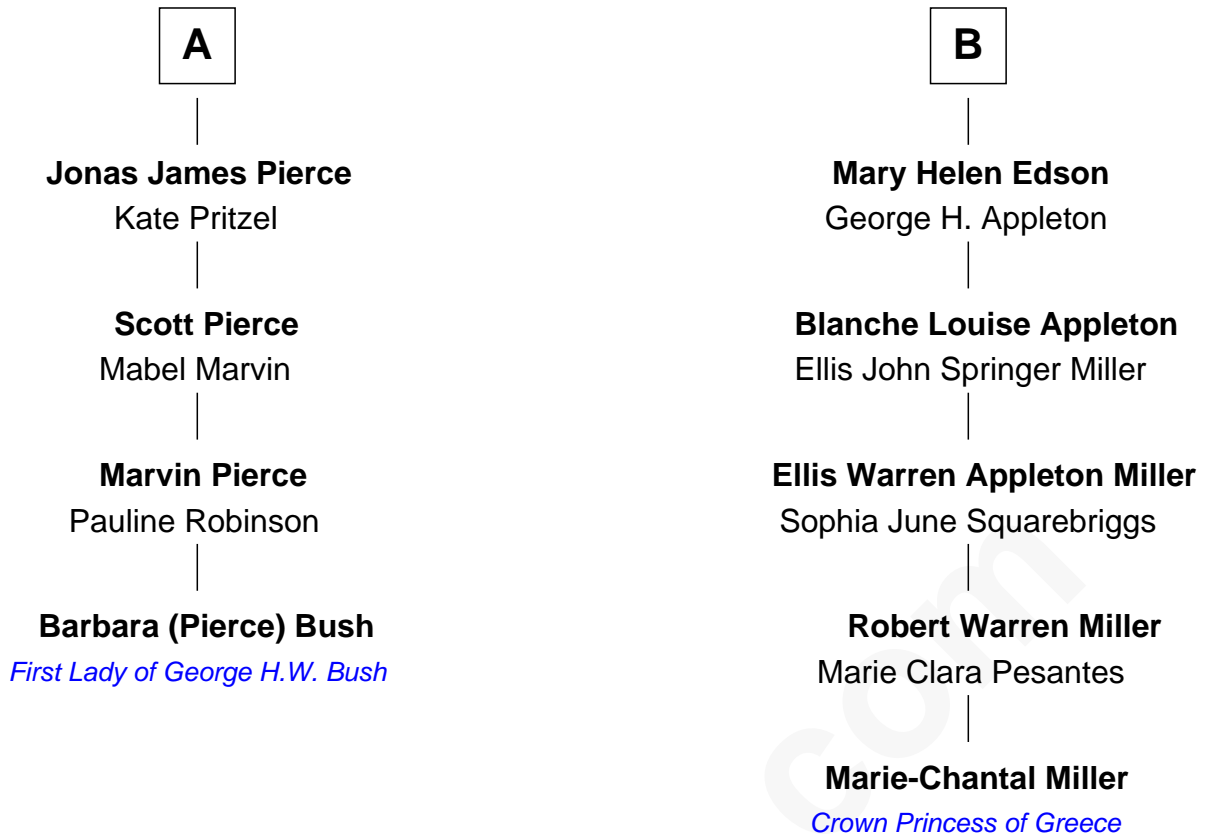 A
Jonas James Pierce
Kate Pritzel
Scott Pierce
Mabel Marvin
Marvin Pierce
Pauline Robinson
Barbara (Pierce) Bush
First Lady of George H.W. Bush
B
Mary Helen Edson
George H. Appleton
Blanche Louise Appleton
Ellis John Springer Miller
Ellis Warren Appleton Miller
Sophia June Squarebriggs
Robert Warren Miller
Marie Clara Pesantes
Marie-Chantal Miller
Crown Princess of Greece
com